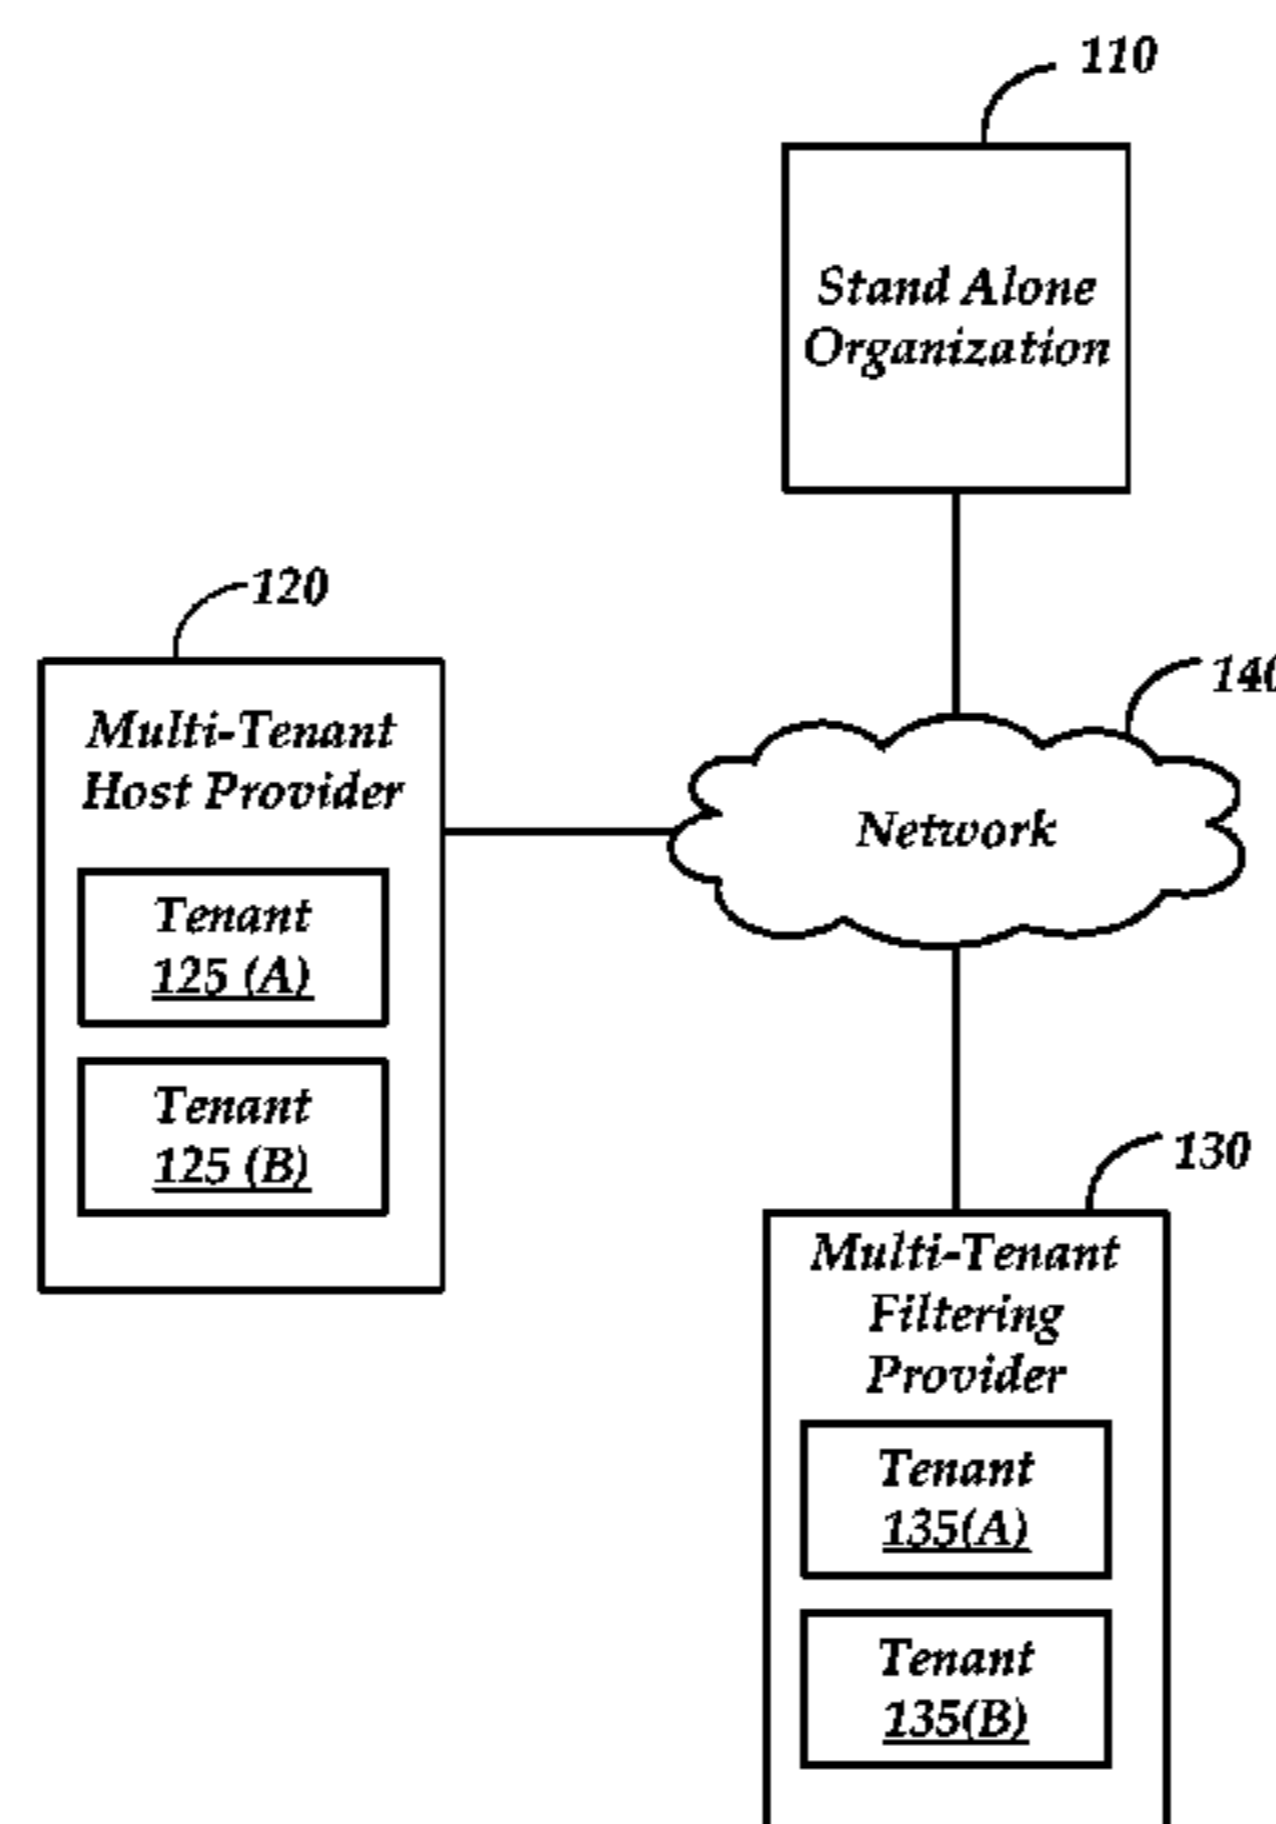 110
Stand Alone
Organization
120
140
Multi-Tenant
Host Provider
Network
Tenant
125 (A)
Tenant
125 (B)
130
Multi-Tenant
Filtering
Provider
Tenant
135(A)
Tenant
135(B)